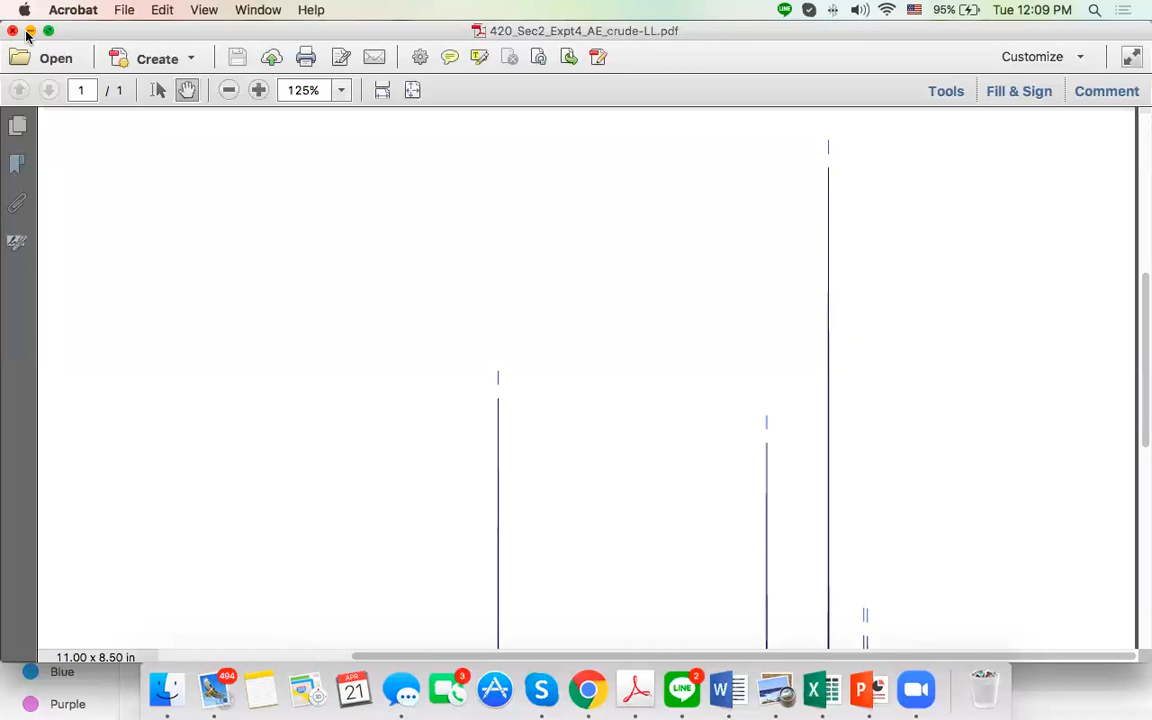 Acrobat File Edit View Window Help 95% Tue 12:09 PM
420_Sec2_Expt4_AE_crude-LL.pdf
Open Create Customize
1 / 1 125% Tools Fill & Sign Comment
11.00 x 8.50 in
Blue
Purple
494
APR
21
3
2